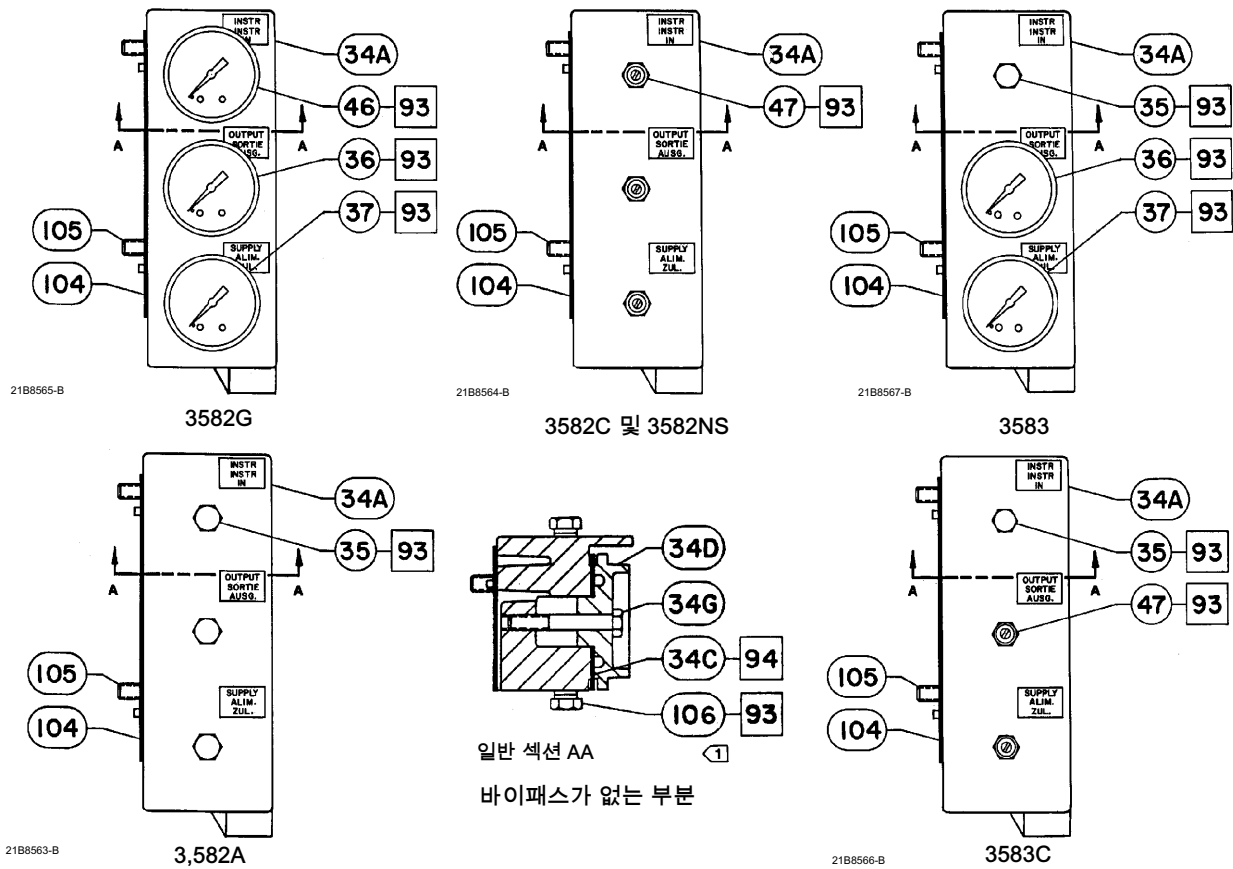 INSTR
INSTR
IN
34A
46 93
A A
OUTPUT
SORTIE
AUSG.
36 93
37 93
105
SUPPLY
ALIM.
ZUL.
104
21B8565-B
3582G
INSTR
INSTR
IN
34A
47 93
A A
OUTPUT
SORTIE
AUSG.
105
SUPPLY
ALIM.
ZUL.
104
21B8564-B
3582C 및 3582NS
INSTR
INSTR
IN
34A
35 93
A A
OUTPUT
SORTIE
AUSG.
36 93
37 93
105
SUPPLY
ALIM.
ZUL.
104
21B8567-B
3583
INSTR
INSTR
IN
34A
35 93
A A
OUTPUT
SORTIE
AUSG.
105
SUPPLY
ALIM.
ZUL.
104
21B8563-B
3,582A
34D
34G
34C 94
106 93
일반 섹션 AA
1
바이패스가 없는 부분
INSTR
INSTR
IN
34A
35 93
A A
OUTPUT
SORTIE
AUSG.
47 93
105
SUPPLY
ALIM.
ZUL.
104
21B8566-B
3583C